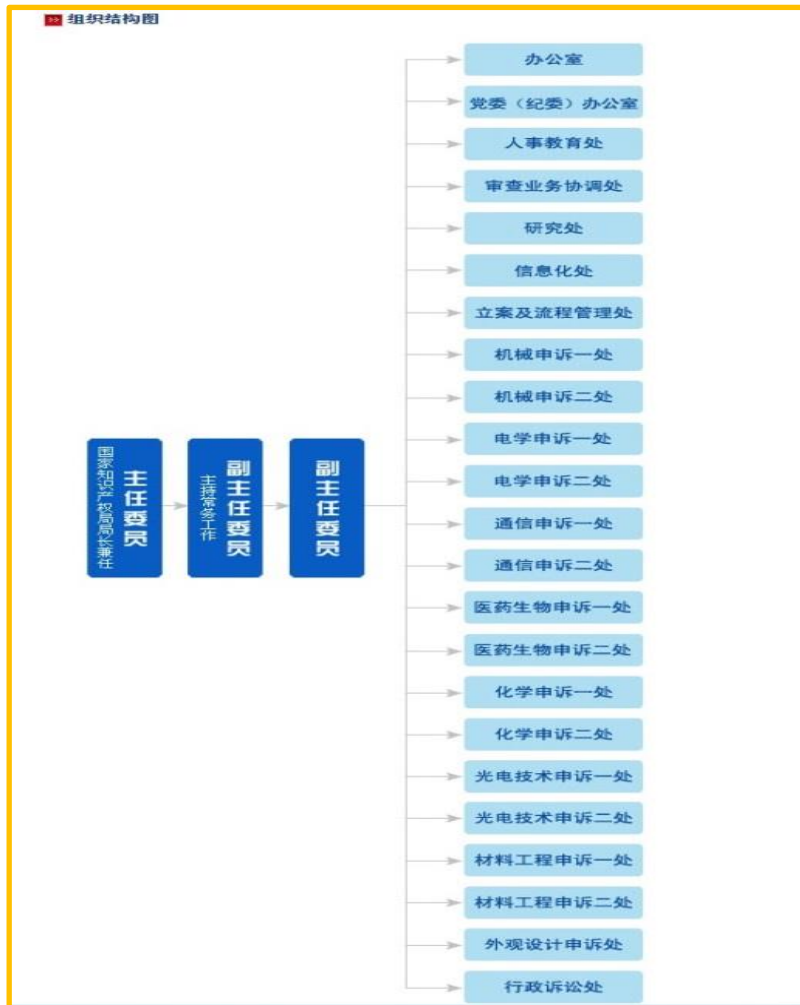 组织结构图
主任委员
国家知识产权局局长兼任
副主任委员
主持常务工作
副主任委员
办公室
党委（纪委）办公室
人事教育处
审查业务协调处
研究处
信息化处
立案及流程管理处
机械申诉一处
机械申诉二处
电学申诉一处
电学申诉二处
通信申诉一处
通信申诉二处
医药生物申诉一处
医药生物申诉二处
化学申诉一处
化学申诉二处
光电技术申诉一处
光电技术申诉二处
材料工程申诉一处
材料工程申诉二处
外观设计申诉处
行政诉讼处